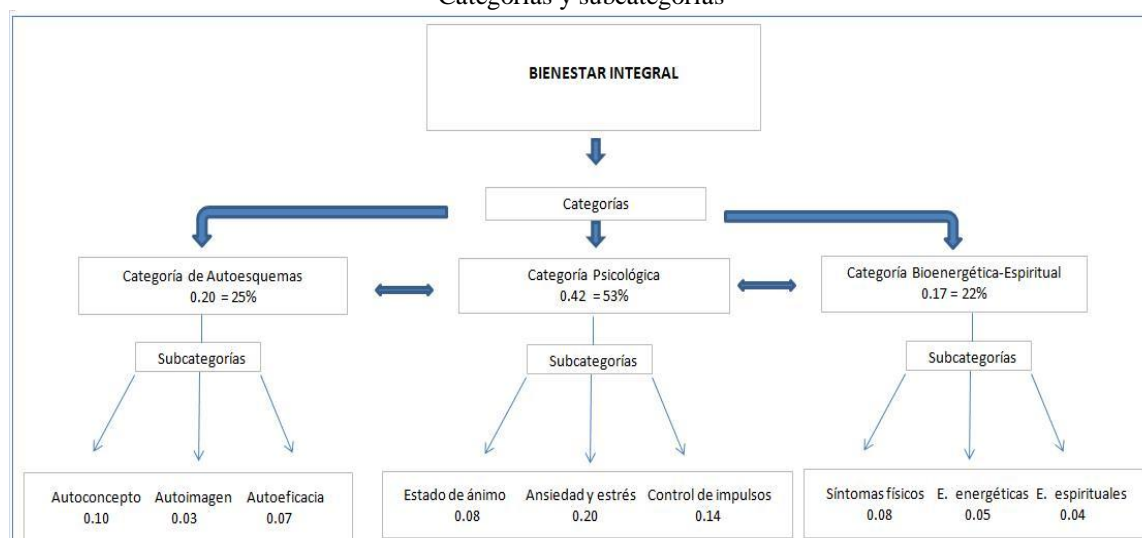 Categorías y subcategorías
BIENESTAR INTEGRAL
Categorías
Categoría de Autoesquemas
0.20 = 25%
Categoría Psicológica
0.42 = 53%
Categoría Bioenergética-Espiritual
0.17 = 22%
Subcategorías
Subcategorías
Subcategorías
Autoconcepto Autoimagen Autoeficacia
0.10 0.03 0.07
Estado de ánimo Ansiedad y estrés Control de impulsos
0.08 0.20 0.14
Síntomas físicos E. energéticas E. espirituales
0.08 0.05 0.04